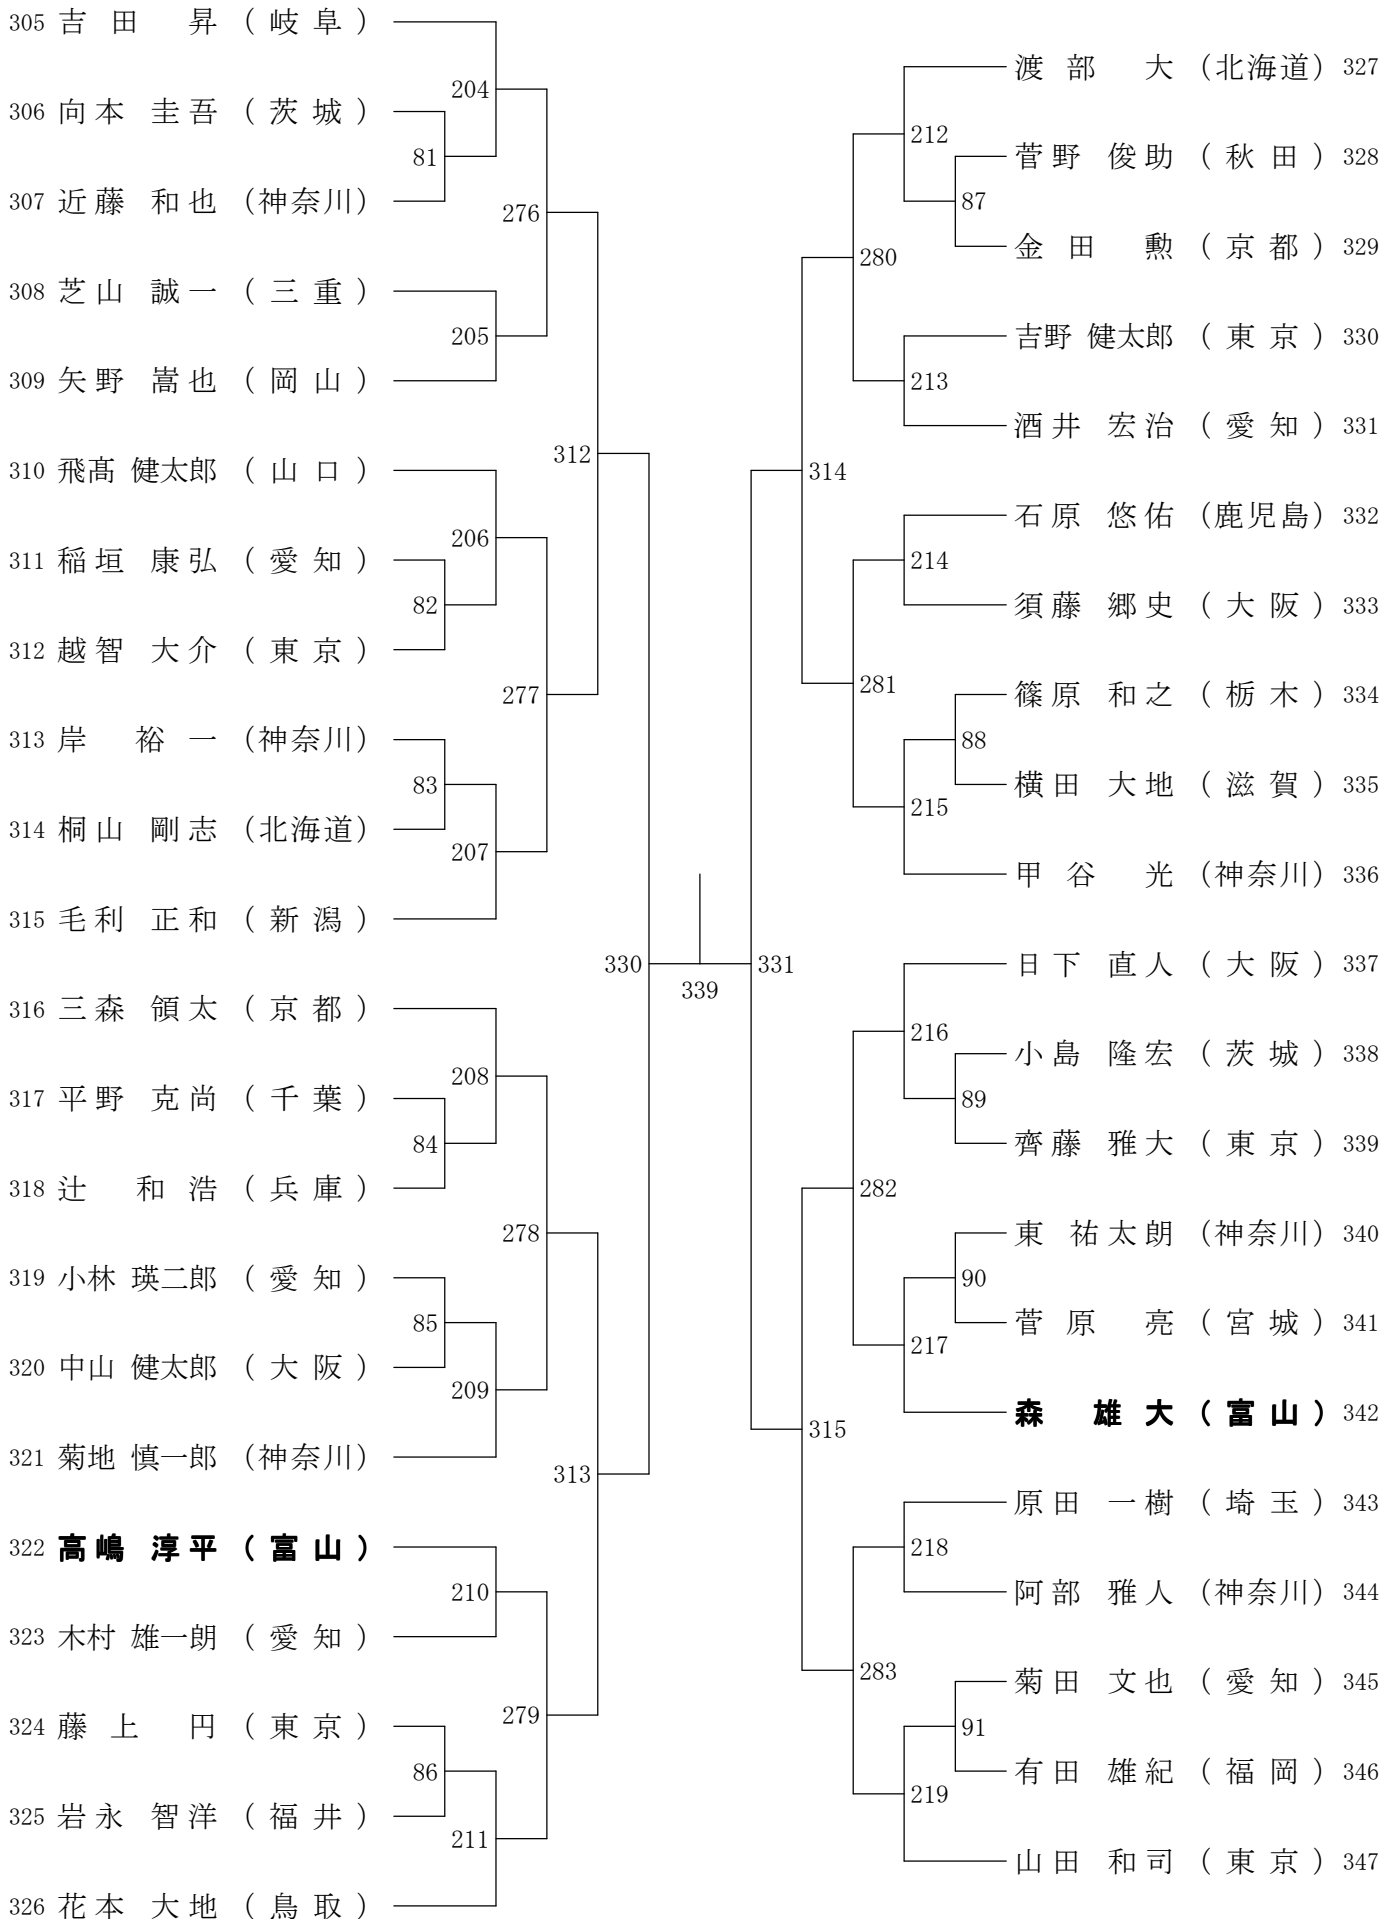 305 吉田 昇 (岐阜)
306 向本 圭吾 (茨城)
307 近藤 和也 (神奈川)
308 芝山 誠一 (三重)
309 矢野 嵩也 (岡山)
310 飛髙 健太郎 (山口)
311 稲垣 康弘 (愛知)
312 越智 大介 (東京)
313 岸 裕一 (神奈川)
314 桐山 剛志 (北海道)
315 毛利 正和 (新潟)
316 三森 領太 (京都)
317 平野 克尚 (千葉)
318 辻 和浩 (兵庫)
319 小林 瑛二郎 (愛知)
320 中山 健太郎 (大阪)
321 菊地 慎一郎 (神奈川)
322 高嶋 淳平 (富山)
323 木村 雄一朗 (愛知)
324 藤上 円 (東京)
325 岩永 智洋 (福井)
326 花本 大地 (鳥取)
81
82
83
84
85
86
204
205
206
207
208
209
210
211
276
277
278
279
312
313
330
339
331
314
315
280
281
282
283
212
213
214
215
216
217
218
219
87
88
89
90
91
渡部 大 (北海道) 327
菅野 俊助 (秋田) 328
金田 勲 (京都) 329
吉野 健太郎 (東京) 330
酒井 宏治 (愛知) 331
石原 悠佑 (鹿児島) 332
須藤 郷史 (大阪) 333
篠原 和之 (栃木) 334
横田 大地 (滋賀) 335
甲谷 光 (神奈川) 336
日下 直人 (大阪) 337
小島 隆宏 (茨城) 338
齊藤 雅大 (東京) 339
東 祐太朗 (神奈川) 340
菅原 亮 (宮城) 341
森 雄大 (富山) 342
原田 一樹 (埼玉) 343
阿部 雅人 (神奈川) 344
菊田 文也 (愛知) 345
有田 雄紀 (福岡) 346
山田 和司 (東京) 347